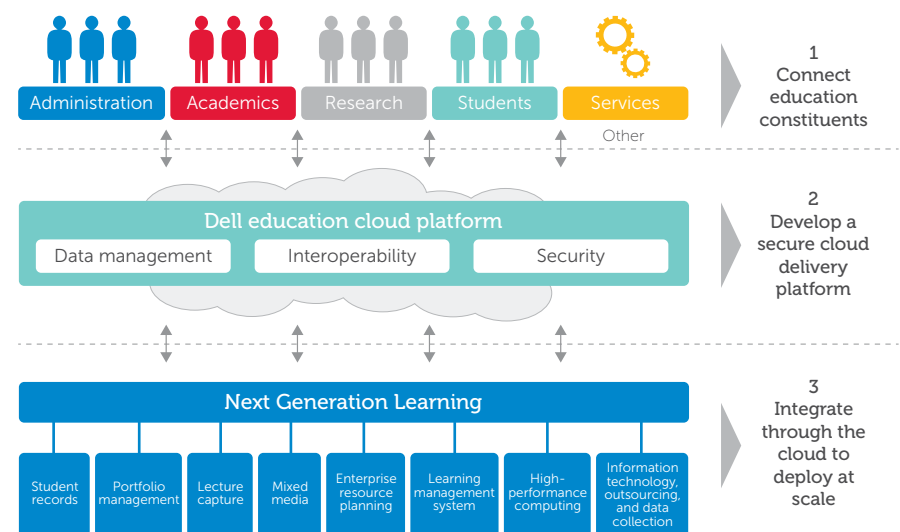 Administration
Academics
Research
Students
Services
Other
1
Connect
education
constituents
Dell education cloud platform
Data management
Interoperability
Security
2
Develop a
secure cloud
delivery
platform
Next Generation Learning
Student
records
Portfolio
management
Lecture
capture
Mixed
media
Enterprise
resource
planning
Learning
management
system
High-
performance
computing
Information
technology,
outsourcing,
and data
collection
3
Integrate
through the
cloud to
deploy at
scale